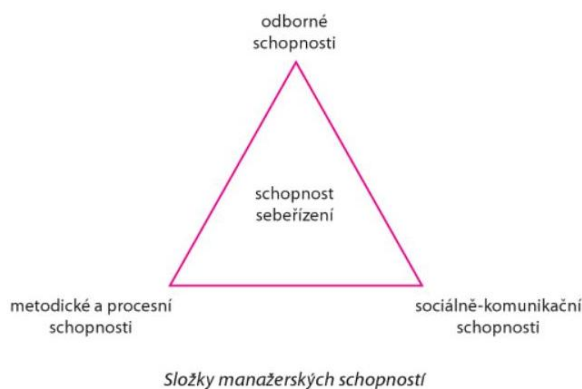 odborné
schopnosti
schopnost
sebeřízení
metodické a procesní
schopnosti
sociálně-komunikační
schopnosti
Složky manažerských schopností